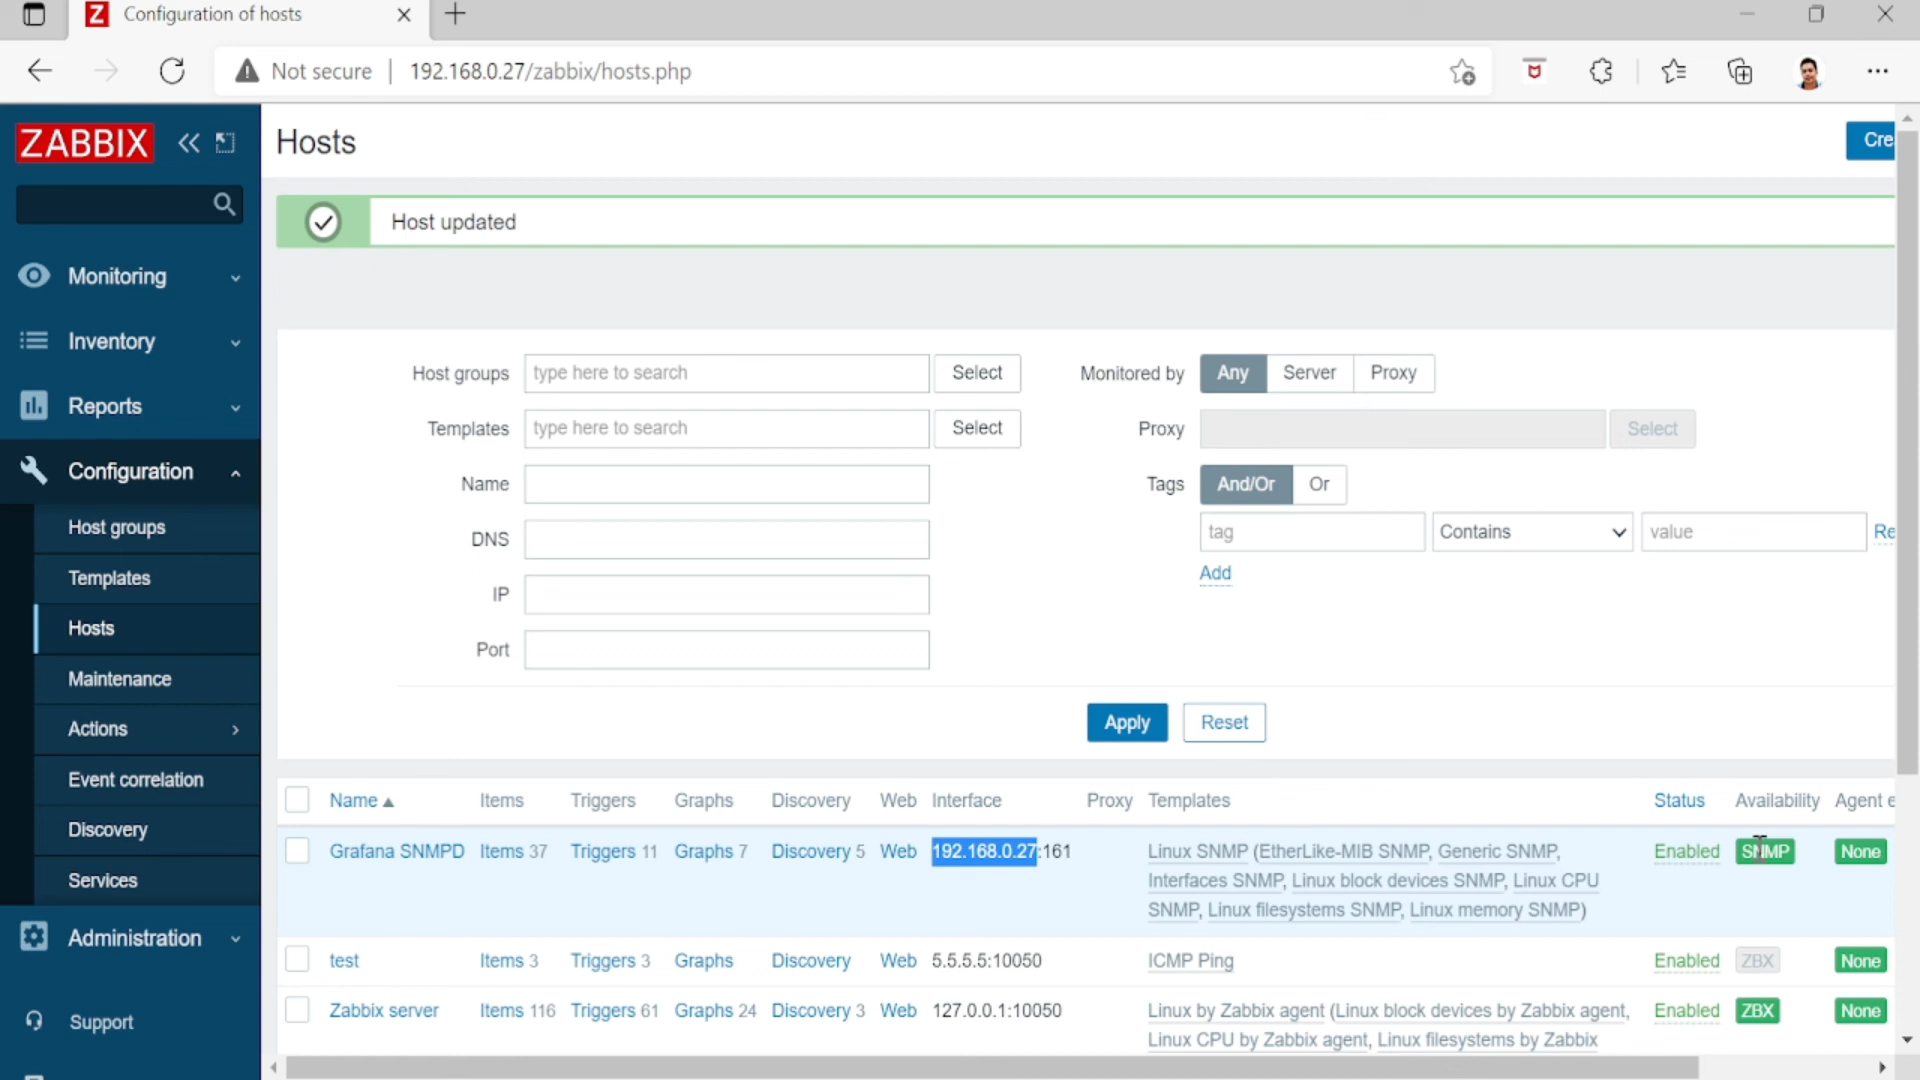 Configuration of hosts
Not secure | 192.168.0.27/zabbix/hosts.php
ZABBIX
Monitoring
Inventory
Reports
Configuration
Host groups
Templates
Hosts
Maintenance
Actions
Event correlation
Discovery
Services
Administration
Support
Hosts
Cre
Host updated
Host groups type here to search Select
Templates type here to search Select
Name
DNS
IP
Port
Monitored by Any Server Proxy
Proxy Select
Tags And/Or Or
tag Contains value Re
Add
Apply Reset
Name Items Triggers Graphs Discovery Web Interface Proxy Templates Status Availability Agent e
Grafana SNMPD Items 37 Triggers 11 Graphs 7 Discovery 5 Web 192.168.0.27:161 Linux SNMP (EtherLike-MIB SNMP, Generic SNMP, Enabled SNMP None
Interfaces SNMP, Linux block devices SNMP, Linux CPU
SNMP, Linux filesystems SNMP, Linux memory SNMP)
test Items 3 Triggers 3 Graphs Discovery Web 5.5.5.5:10050 ICMP Ping Enabled ZBX None
Zabbix server Items 116 Triggers 61 Graphs 24 Discovery 3 Web 127.0.0.1:10050 Linux by Zabbix agent (Linux block devices by Zabbix agent, Enabled ZBX None
Linux CPU by Zabbix agent, Linux filesystems by Zabbix